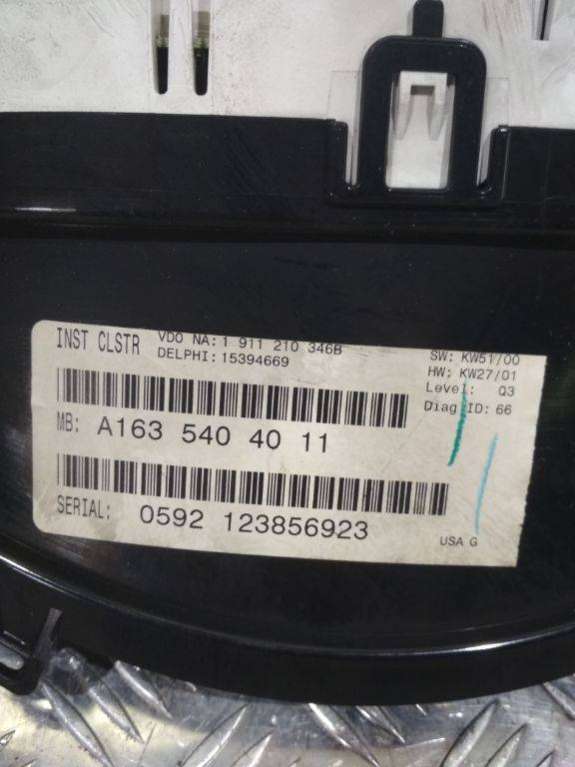 INST CLSTR VDO NA: 1 911 210 346B
DELPHI: 15394669
SW: KW51/00
HW: KW27/01
Level: Q3
Diag ID: 66
MB: A163 540 40 11
SERIAL: 0592 123856923
USA G